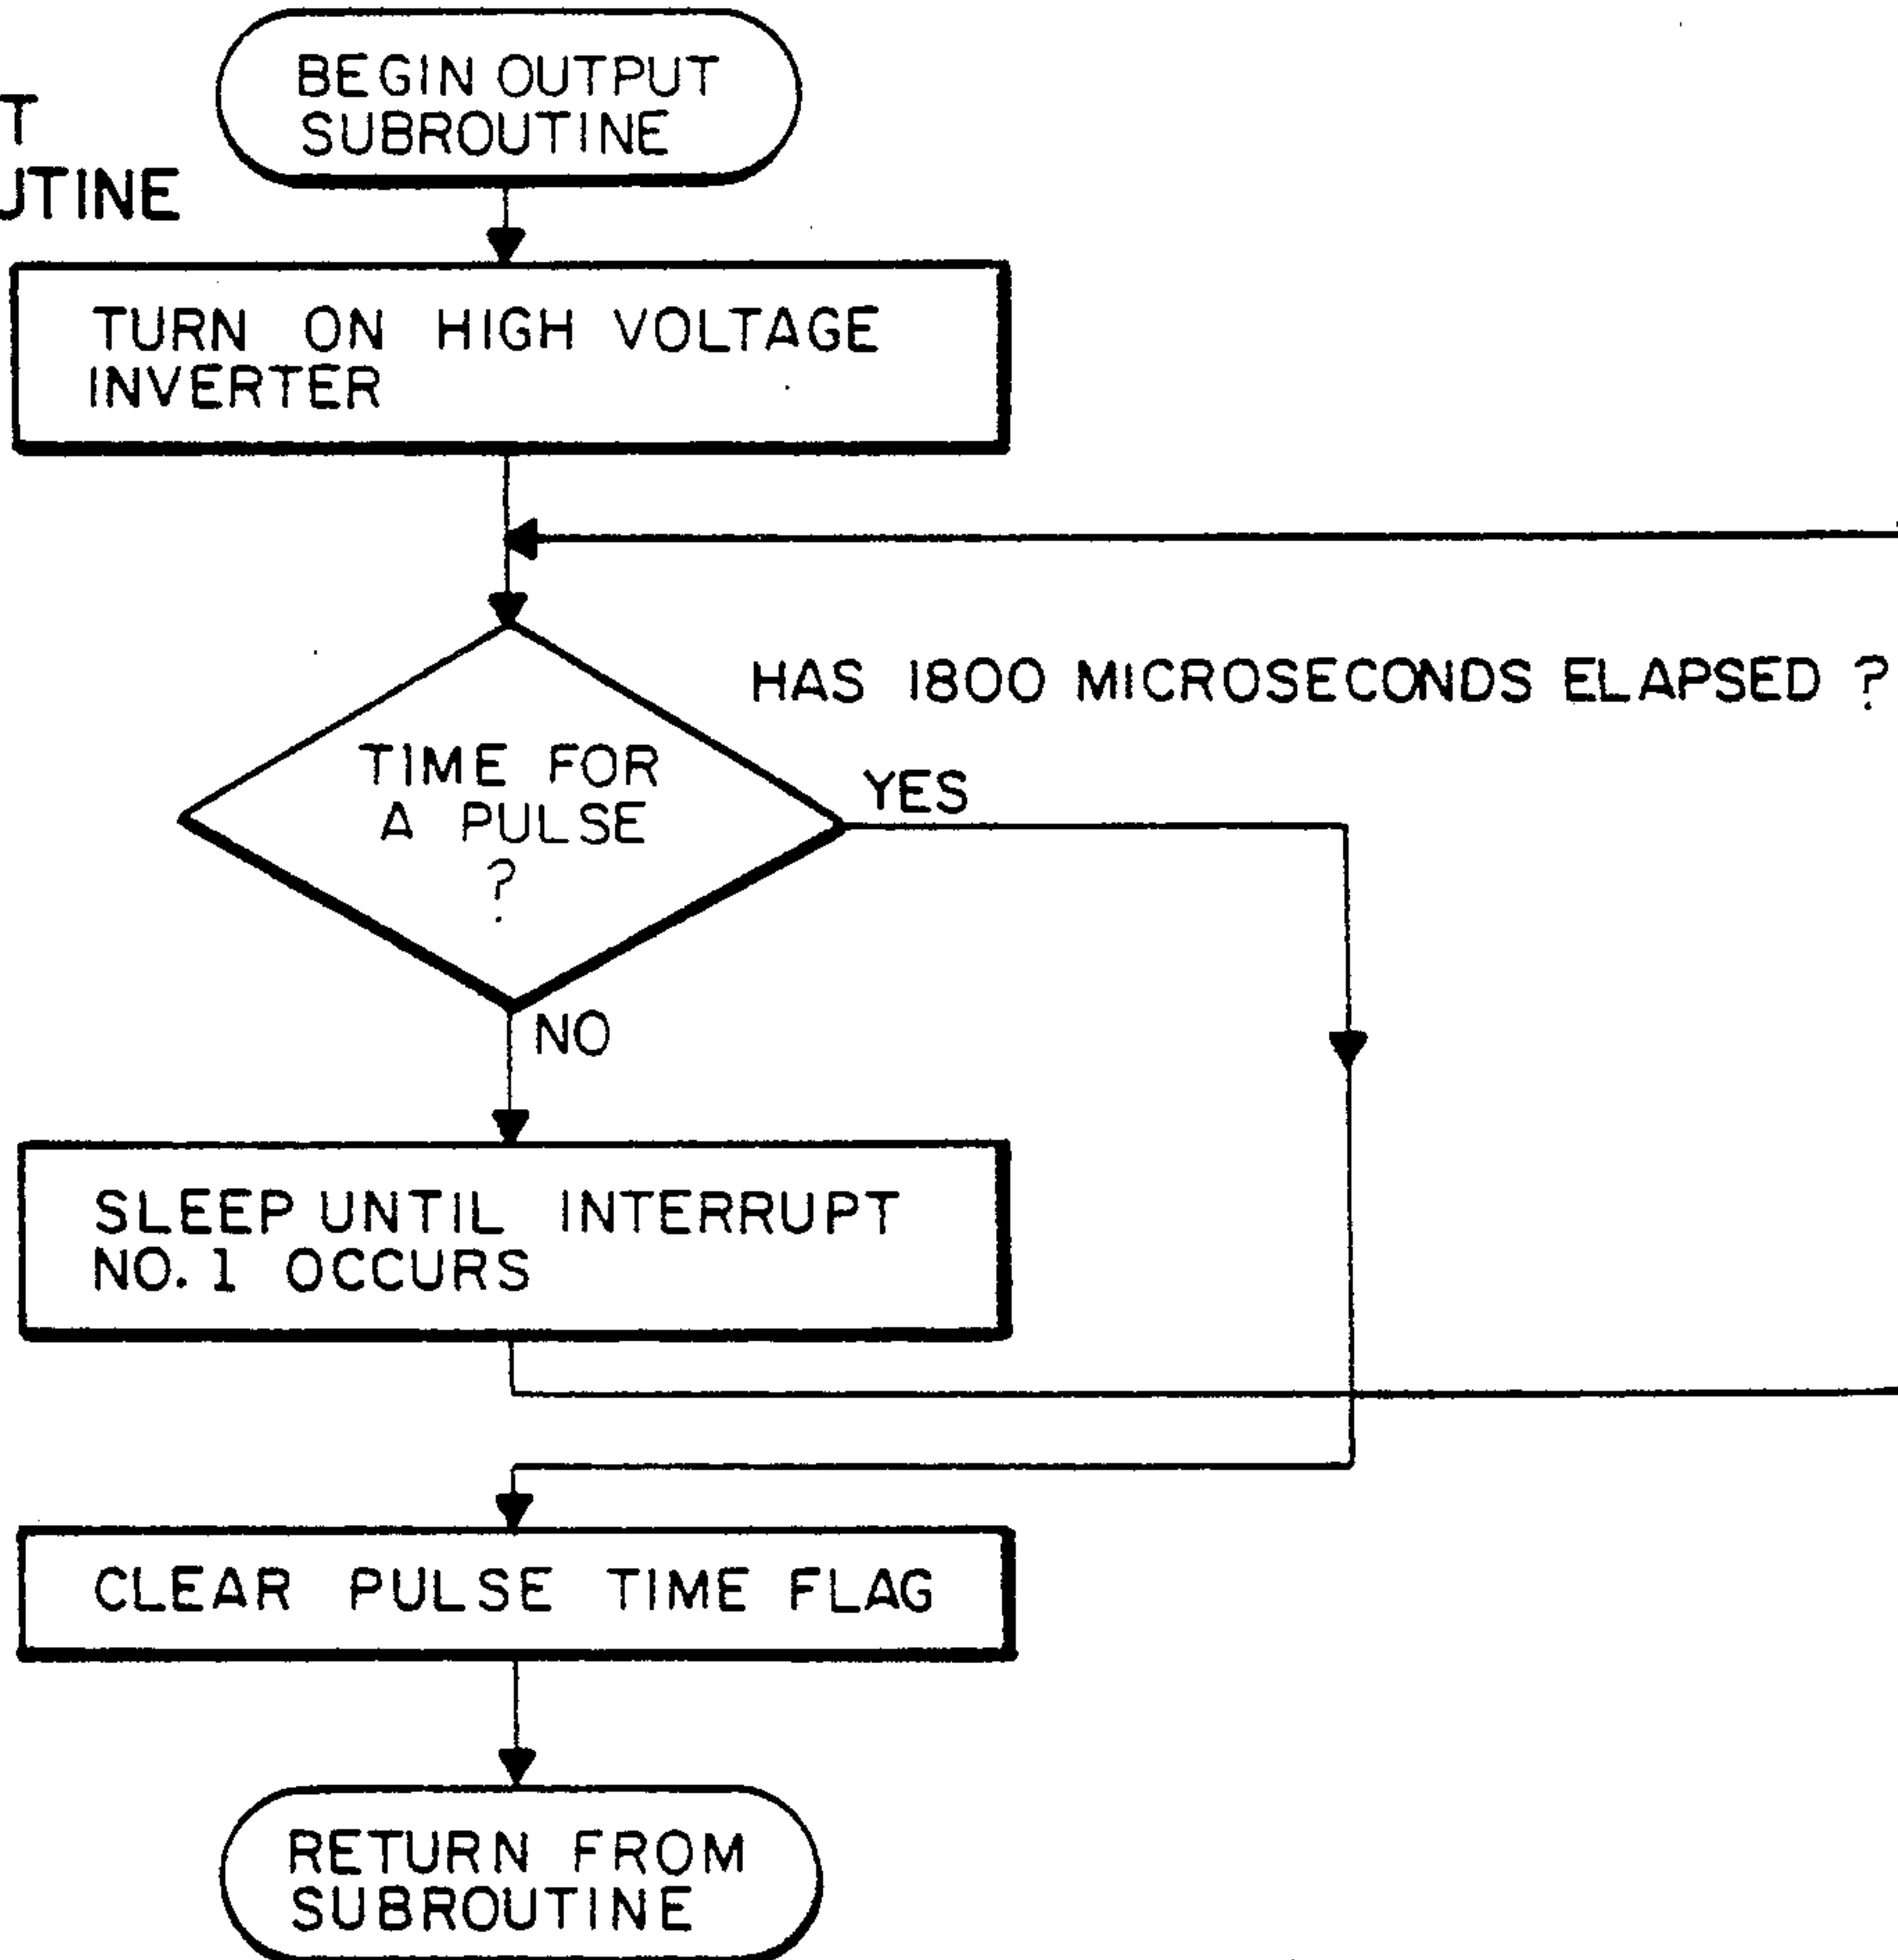 BEGIN OUTPUT
SUBROUTINE
T
UTINE
TURN ON HIGH VOLTAGE
INVERTER
HAS 1800 MICROSECONDS ELAPSED ?
TIME FOR
A PULSE
?
YES
NO
SLEEP UNTIL INTERRUPT
NO. 1 OCCURS
CLEAR PULSE TIME FLAG
RETURN FROM
SUBROUTINE